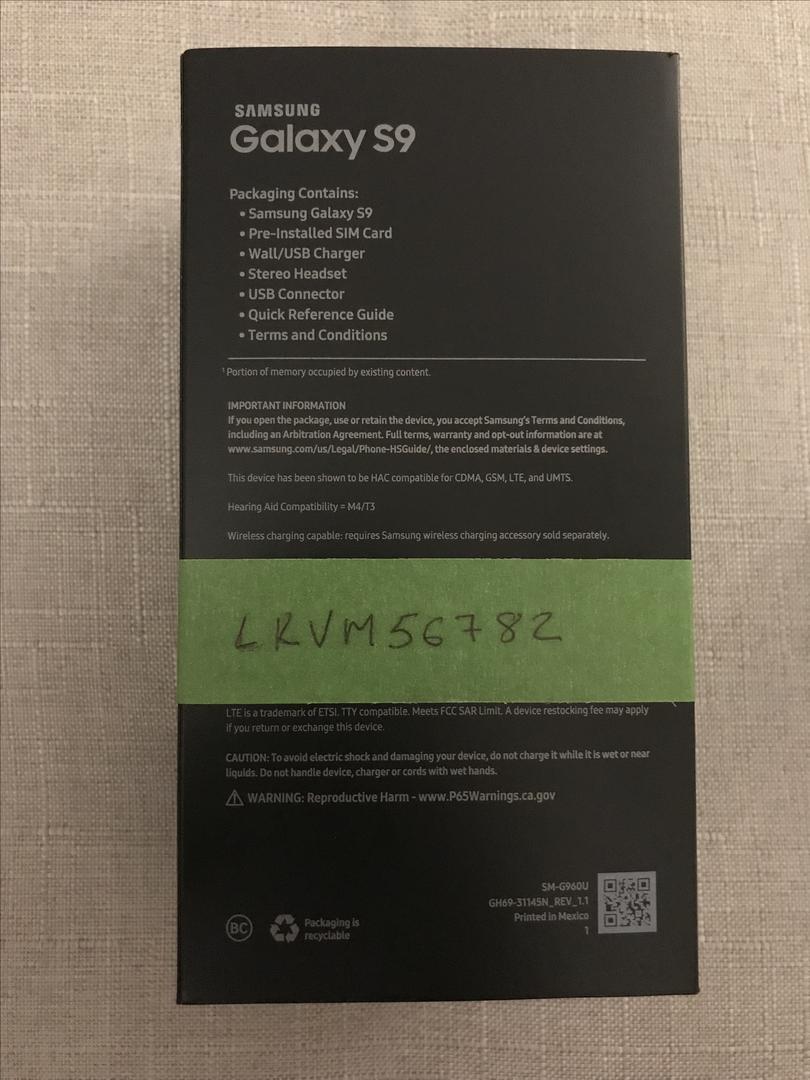 SAMSUNG
Galaxy S9
Packaging Contains:
• Samsung Galaxy S9
• Pre-Installed SIM Card
• Wall/USB Charger
• Stereo Headset
• USB Connector
• Quick Reference Guide
• Terms and Conditions
¹ Portion of memory occupied by existing content.
IMPORTANT INFORMATION
If you open the package, use or retain the device, you accept Samsung's Terms and Conditions,
including an Arbitration Agreement. Full terms, warranty and opt-out information are at
www.samsung.com/us/Legal/Phone-HSGuide/, the enclosed materials & device settings.
This device has been shown to be HAC compatible for CDMA, GSM, LTE, and UMTS.
Hearing Aid Compatibility = M4/T3
Wireless charging capable: requires Samsung wireless charging accessory sold separately.
LRVM56782
LTE is a trademark of ETSI. TTY compatible. Meets FCC SAR Limit. A device restocking fee may apply
if you return or exchange this device.
CAUTION: To avoid electric shock and damaging your device, do not charge it while it is wet or near
liquids. Do not handle device, charger or cords with wet hands.
WARNING: Reproductive Harm - www.P65Warnings.ca.gov
SM-G960U
GH69-31145N_REV_1.1
Printed in Mexico
1
BC
Packaging is
recyclable